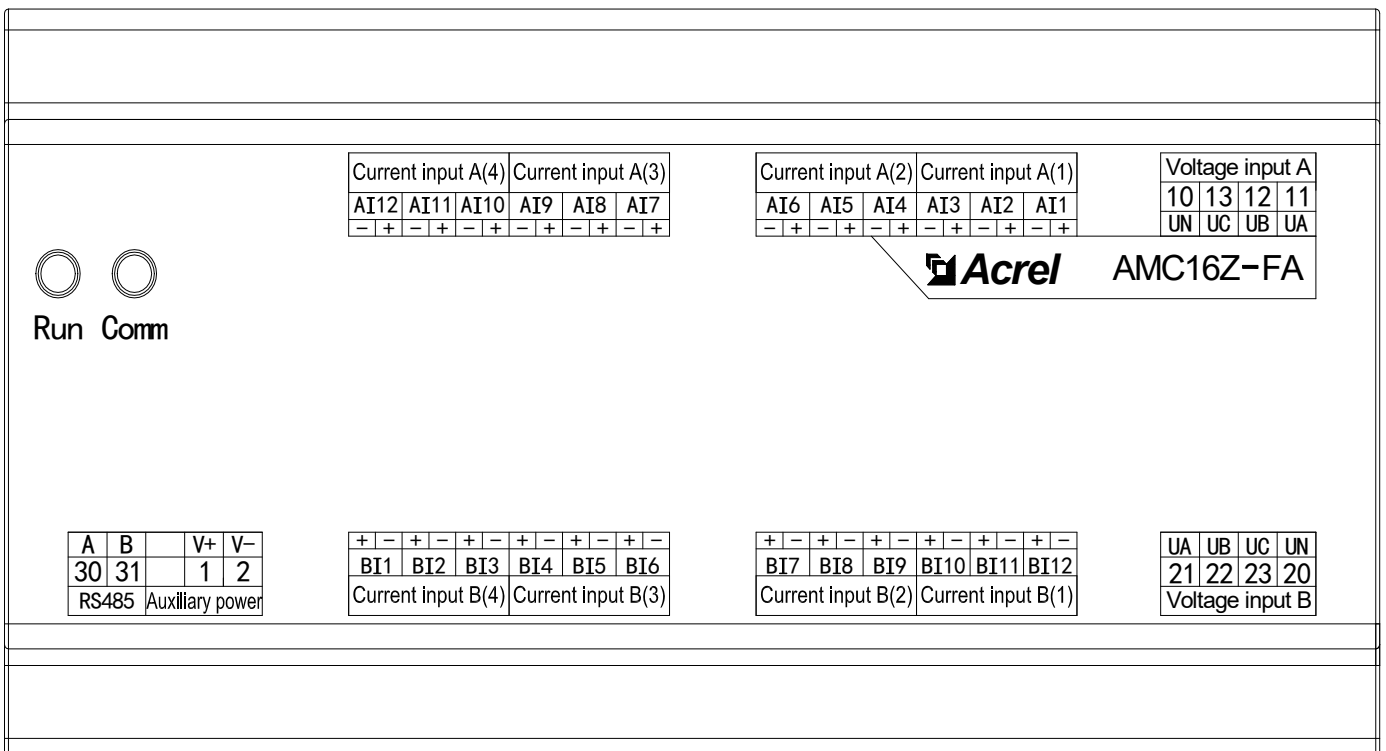 Current input A(4) Current input A(3) Current input A(2) Current input A(1) Voltage input A
AI12 AI11 AI10 AI9 AI8 AI7 AI6 AI5 AI4 AI3 AI2 AI1 10 13 12 11
- + - + - + - + - + - + - + - + - + - + - + - + UN UC UB UA
Acrel AMC16Z-FA
Run Comm
A B V+ V- + - + - + - + - + - + - + - + - + - + - + - + - UA UB UC UN
30 31 1 2 BI1 BI2 BI3 BI4 BI5 BI6 BI7 BI8 BI9 BI10 BI11 BI12 21 22 23 20
RS485 Auxiliary power Current input B(4) Current input B(3) Current input B(2) Current input B(1) Voltage input B